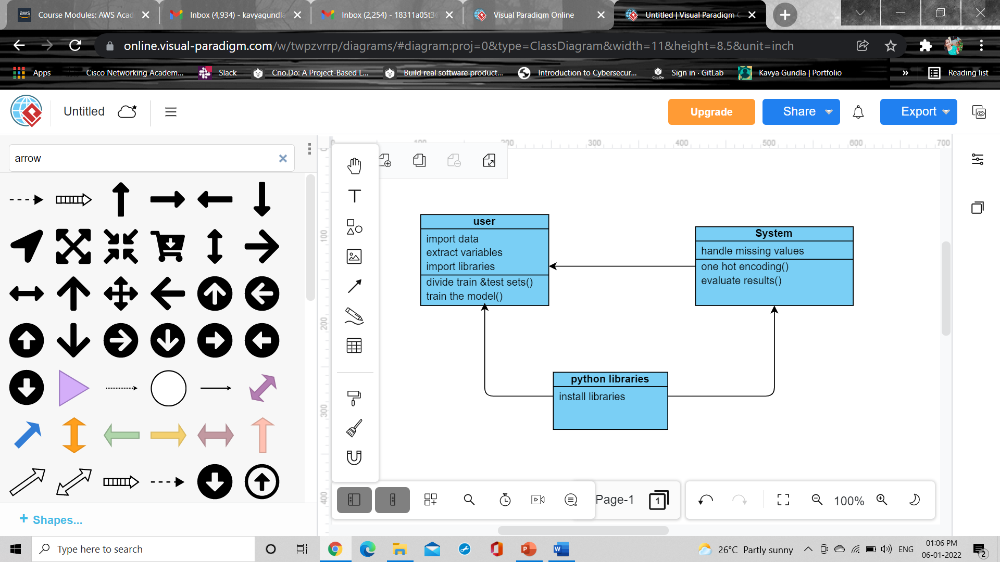 aws Course Modules: AWS Acad
Inbox (4,934) - kavyagundla
Inbox (2,254) - 18311a05t3
Visual Paradigm Online
Untitled | Visual Paradigm
online.visual-paradigm.com/w/twpzvrrp/diagrams/#diagram:proj=0&type=ClassDiagram&width=11&height=8.5&unit=inch
Apps
Cisco Networking Academ...
Slack
Crio.Do: A Project-Based L...
Build real software product...
Introduction to Cybersecur...
Crio.Do
Sign in · GitLab
Kavya Gundla | Portfolio
»
Reading list
Untitled
Upgrade
Share
Export
arrow
0 100 200 300 400 500 600 700
0
100
200
300
400
user
import data
extract variables
import libraries
divide train &test sets()
train the model()
System
handle missing values
one hot encoding()
evaluate results()
python libraries
install libraries
Page-1
1
100%
+ Shapes...
Type here to search
26°C Partly sunny
ENG
01:06 PM
06-01-2022
2